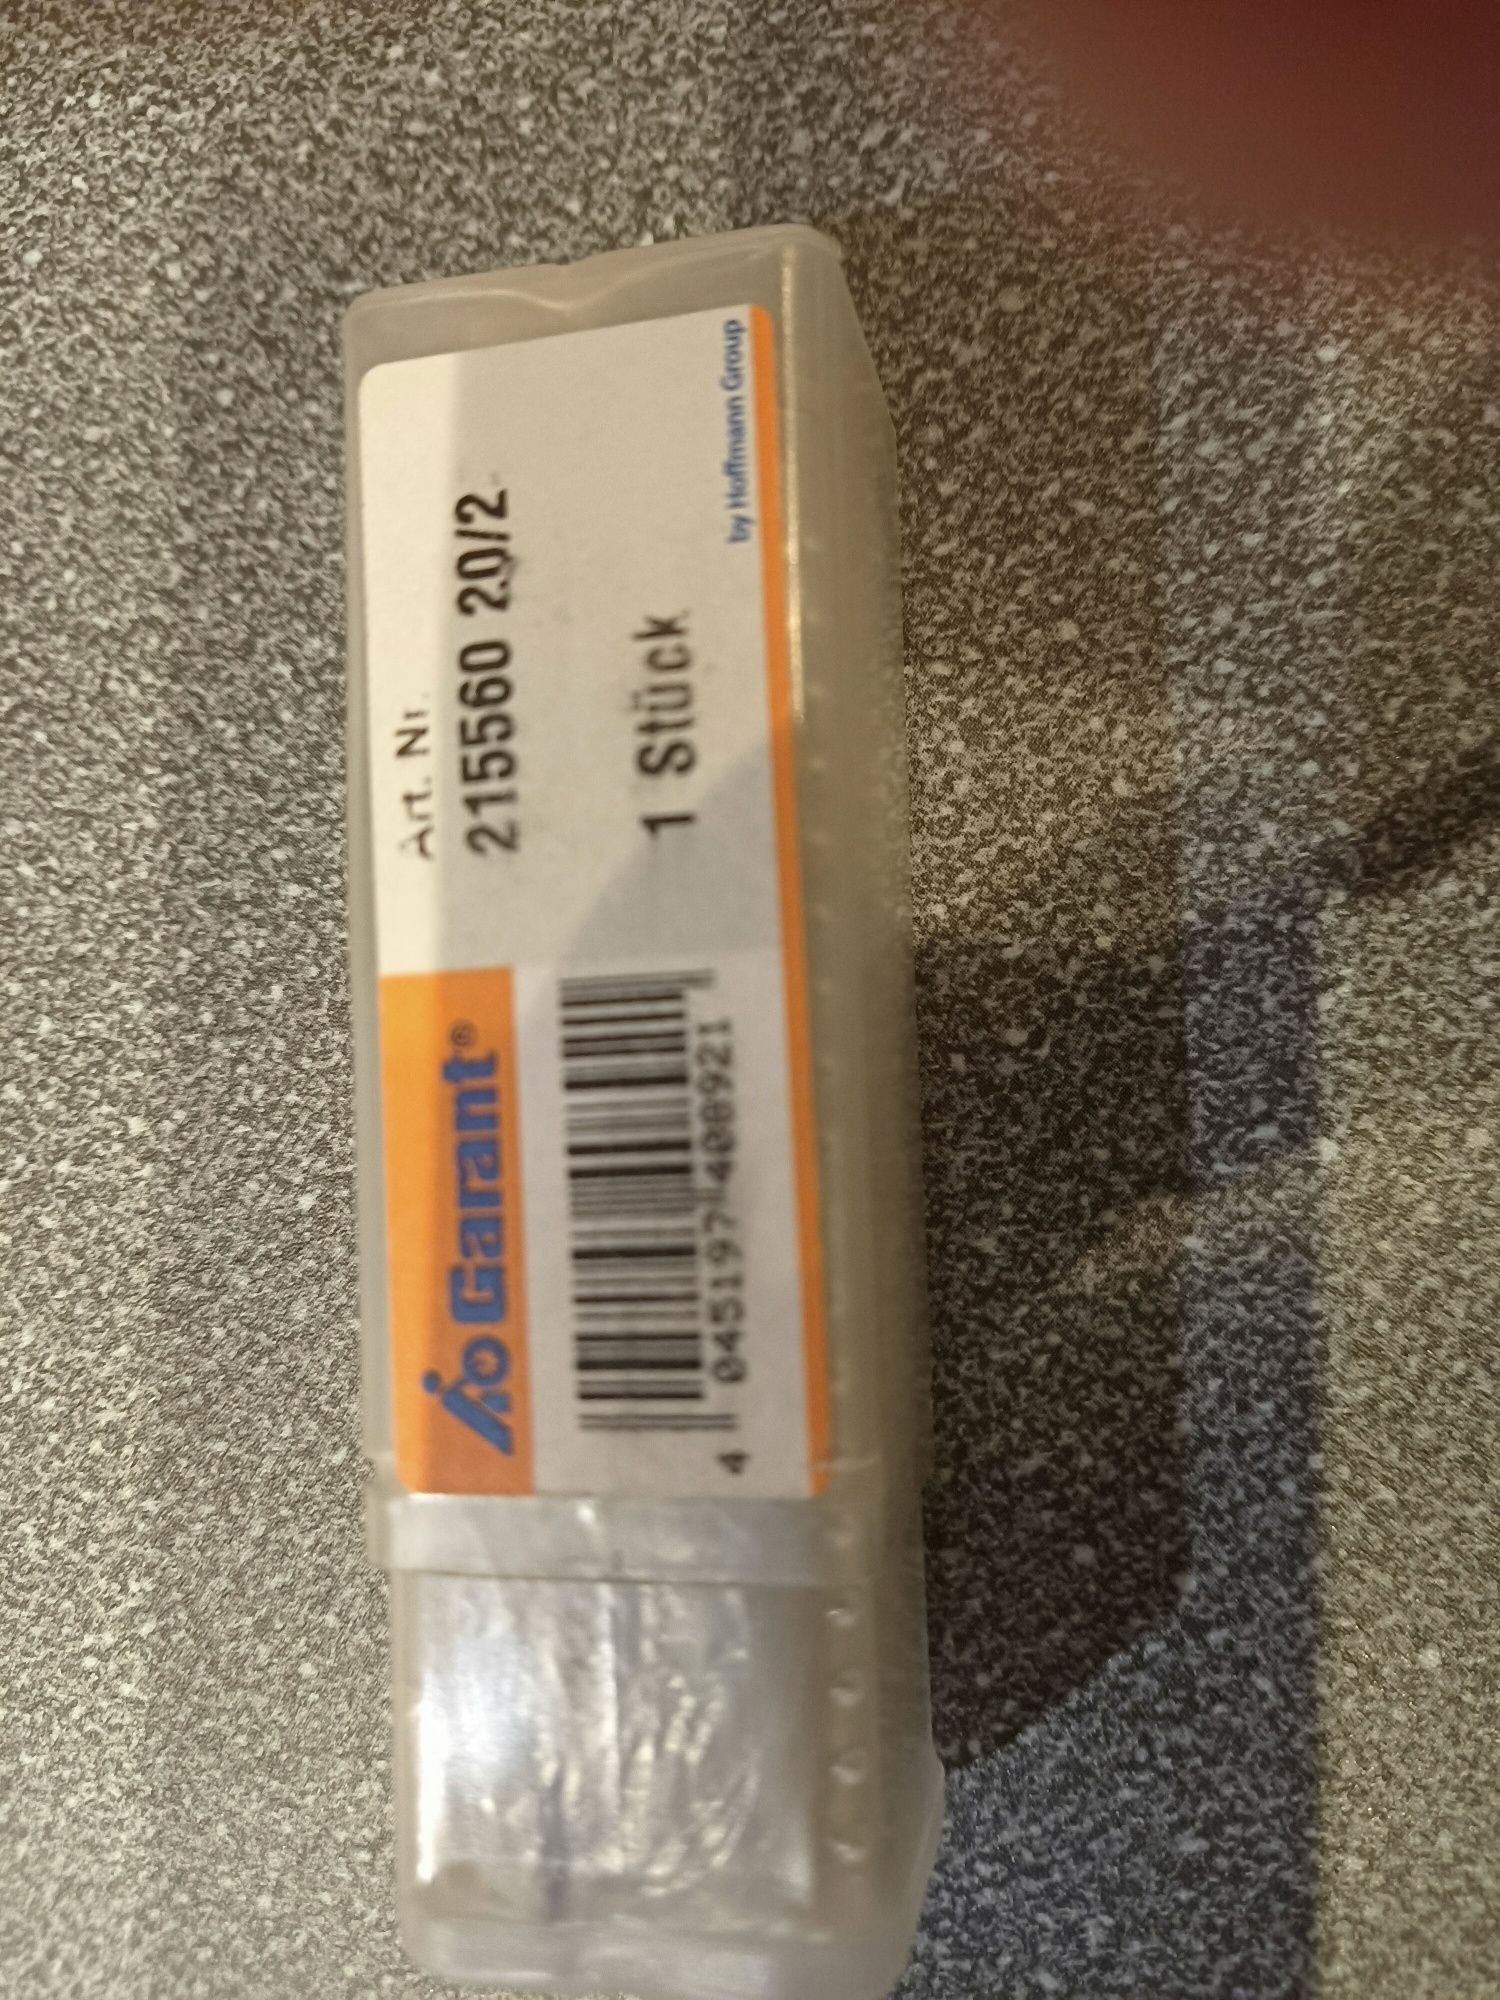 Garant®
Art. Nr.
215560 20/2
1 Stück
4 045197 408921
by Hoffmann Group